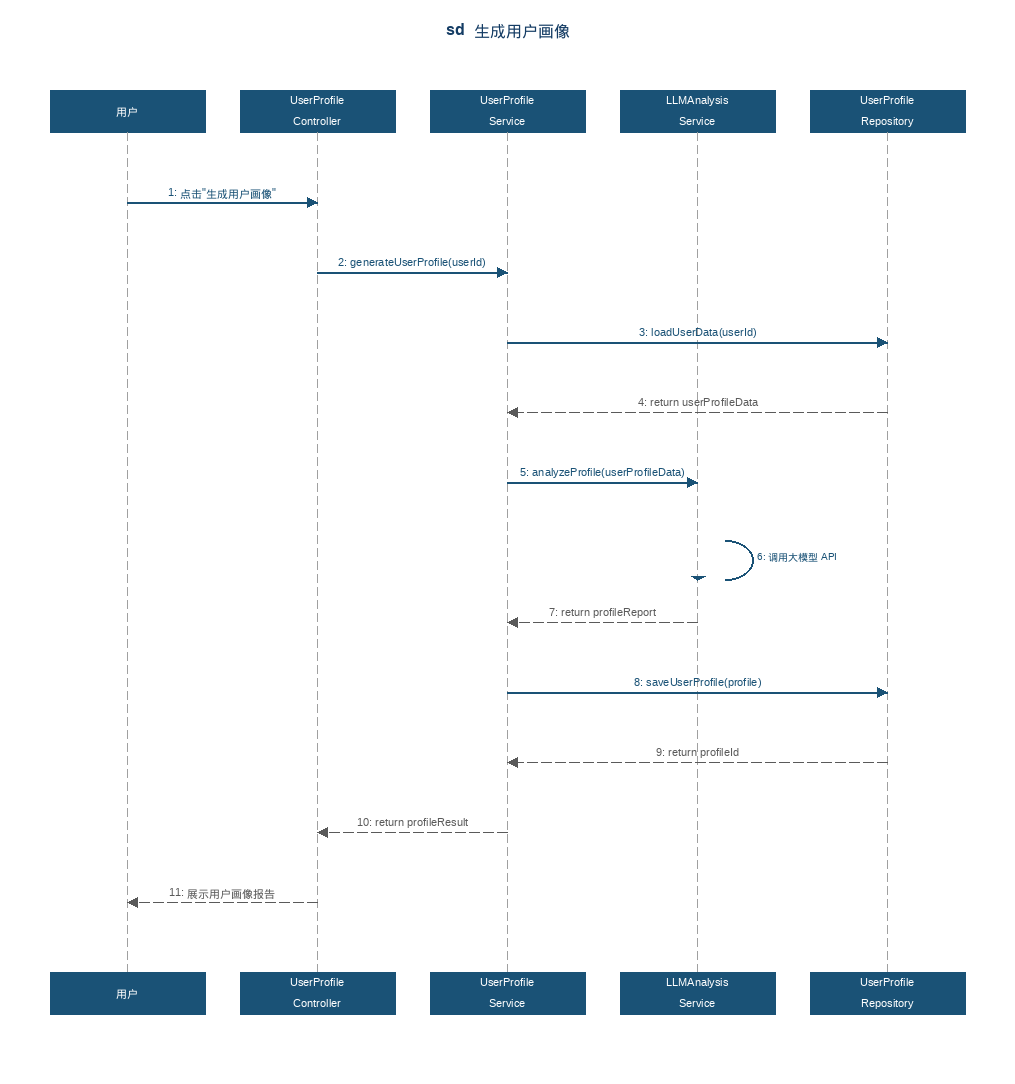 sd 生成用户画像
用户
UserProfile
Controller
UserProfile
Service
LLMAnalysis
Service
UserProfile
Repository
1: 点击"生成用户画像"
2: generateUserProfile(userId)
3: loadUserData(userId)
4: return userProfileData
5: analyzeProfile(userProfileData)
6: 调用大模型 API
7: return profileReport
8: saveUserProfile(profile)
9: return profileId
10: return profileResult
11: 展示用户画像报告
用户
UserProfile
Controller
UserProfile
Service
LLMAnalysis
Service
UserProfile
Repository